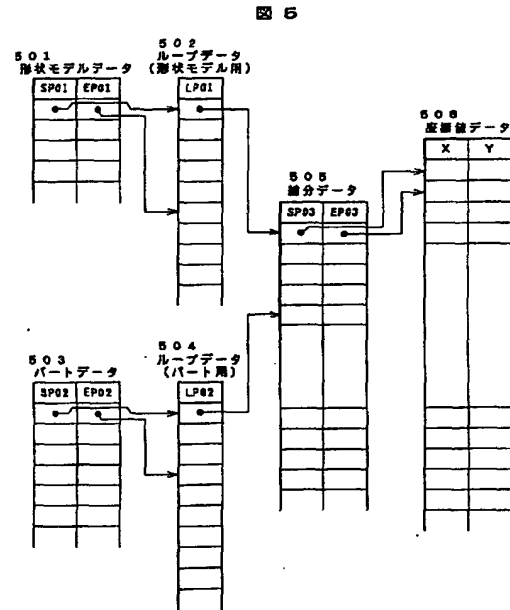 図 5
501
形状モデルデータ
SP01 EP01
502
ループデータ
(形状モデル用)
LP01
503
パートデータ
SP02 EP02
504
ループデータ
(パート用)
LP02
505
線分データ
SP03 EP03
506
座標値データ
X Y